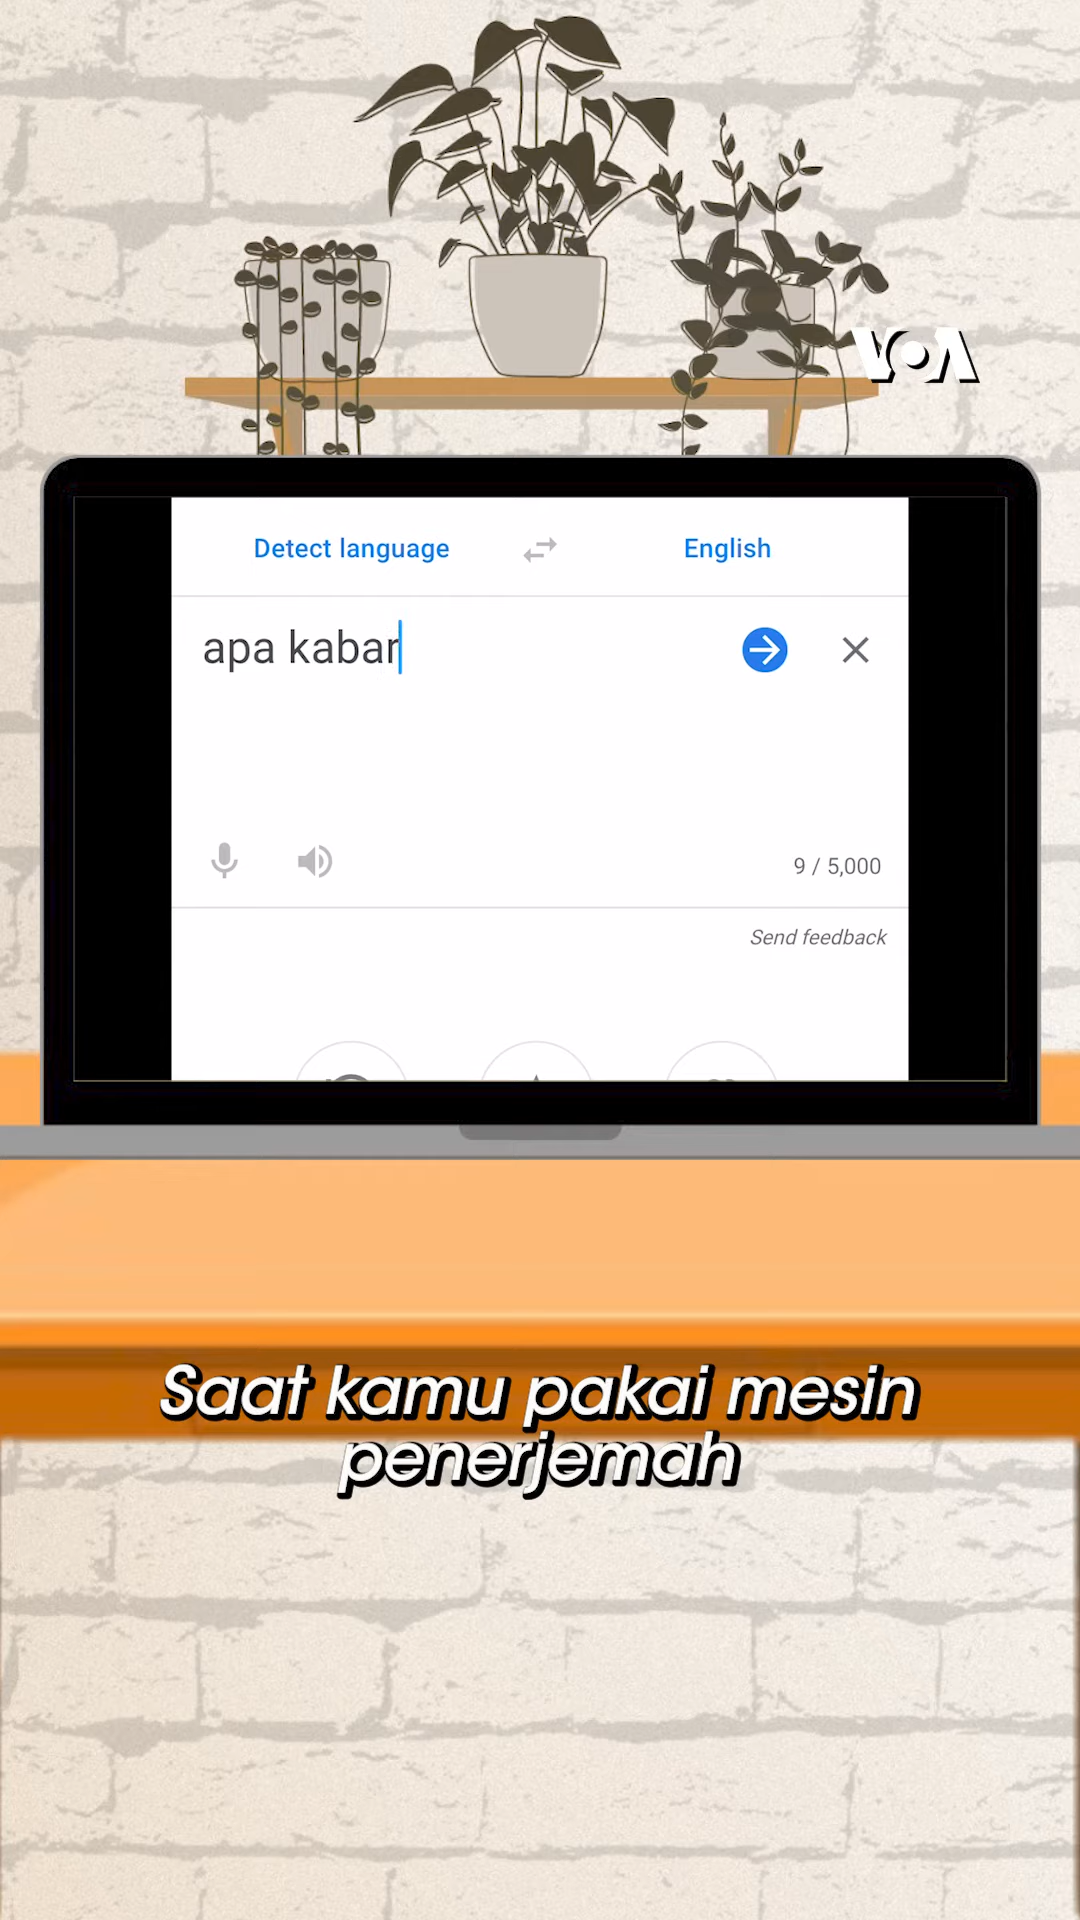 VOA
Detect language English
apa kabar
9 / 5,000
Send feedback
Saat kamu pakai mesin
penerjemah